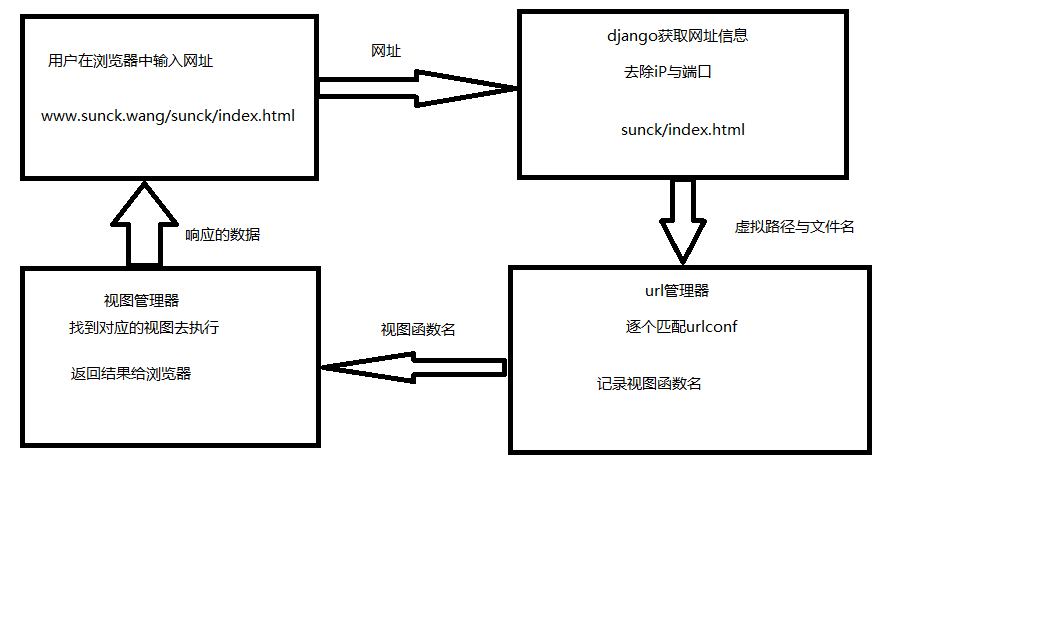 用户在浏览器中输入网址
www.sunck.wang/sunck/index.html
网址
django获取网址信息
去除iP与端口
sunck/index.html
虚拟路径与文件名
url管理器
逐个匹配urlconf
记录视图函数名
视图函数名
视图管理器
找到对应的视图去执行
返回结果给浏览器
响应的数据